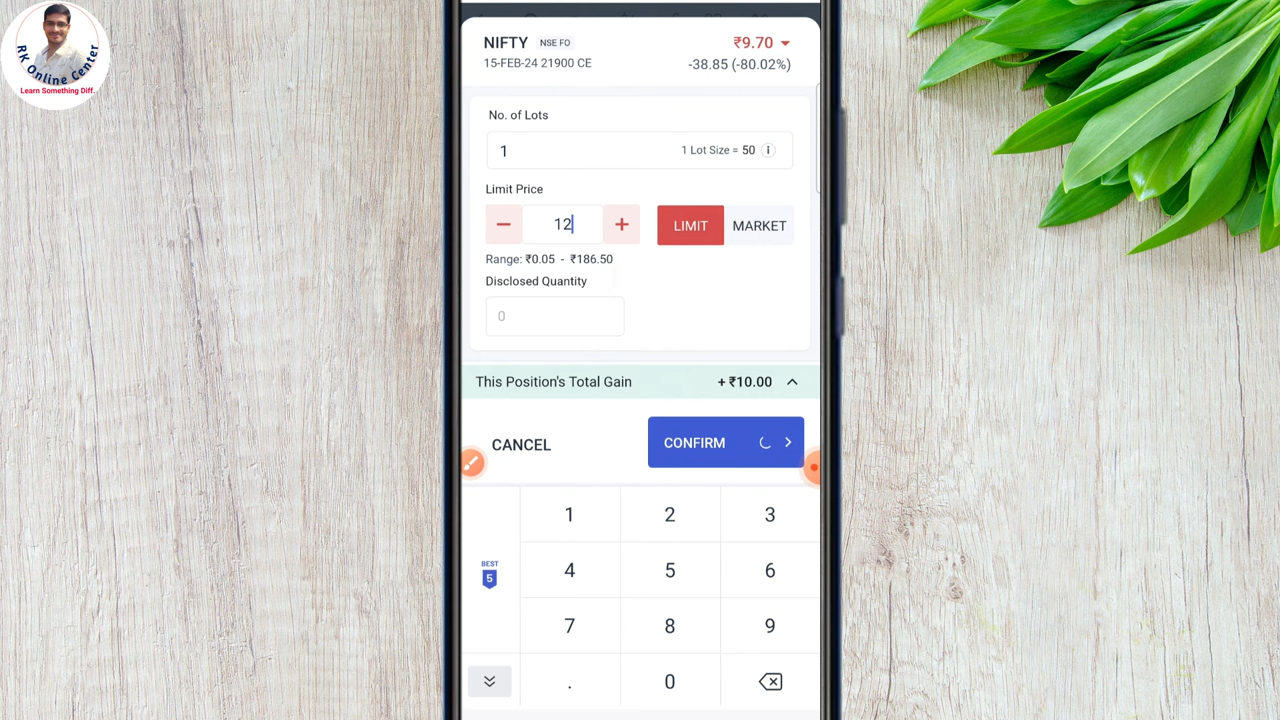 RK Online Center
Learn Something Diff.
NIFTY NSE FO
₹9.70
15-FEB-24 21900 CE
-38.85 (-80.02%)
No. of Lots
1
1 Lot Size = 50
Limit Price
12
LIMIT MARKET
Range: ₹0.05 - ₹186.50
Disclosed Quantity
0
This Position's Total Gain
+ ₹10.00
CANCEL
CONFIRM
1 2 3
BEST
5
4 5 6
7 8 9
. 0